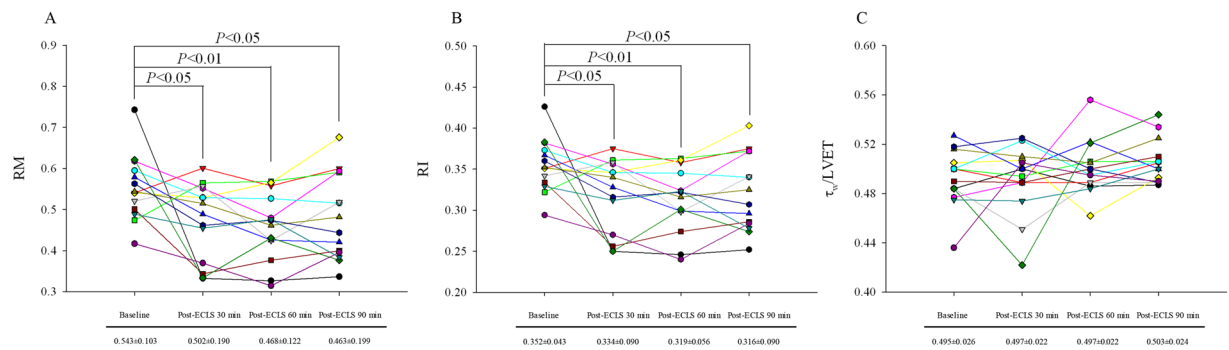 A
RM
0.9
0.8
0.7
0.6
0.5
0.4
0.3
P<0.05
P<0.01
P<0.05
Baseline Post-ECLS 30 min Post-ECLS 60 min Post-ECLS 90 min
0.543±0.103 0.502±0.190 0.468±0.122 0.463±0.199
B
RI
0.50
0.45
0.40
0.35
0.30
0.25
0.20
P<0.05
P<0.01
P<0.05
Baseline Post-ECLS 30 min Post-ECLS 60 min Post-ECLS 90 min
0.352±0.043 0.334±0.090 0.319±0.056 0.316±0.090
C
τw/LVET
0.60
0.56
0.52
0.48
0.44
0.40
Baseline Post-ECLS 30 min Post-ECLS 60 min Post-ECLS 90 min
0.495±0.026 0.497±0.022 0.497±0.022 0.503±0.024